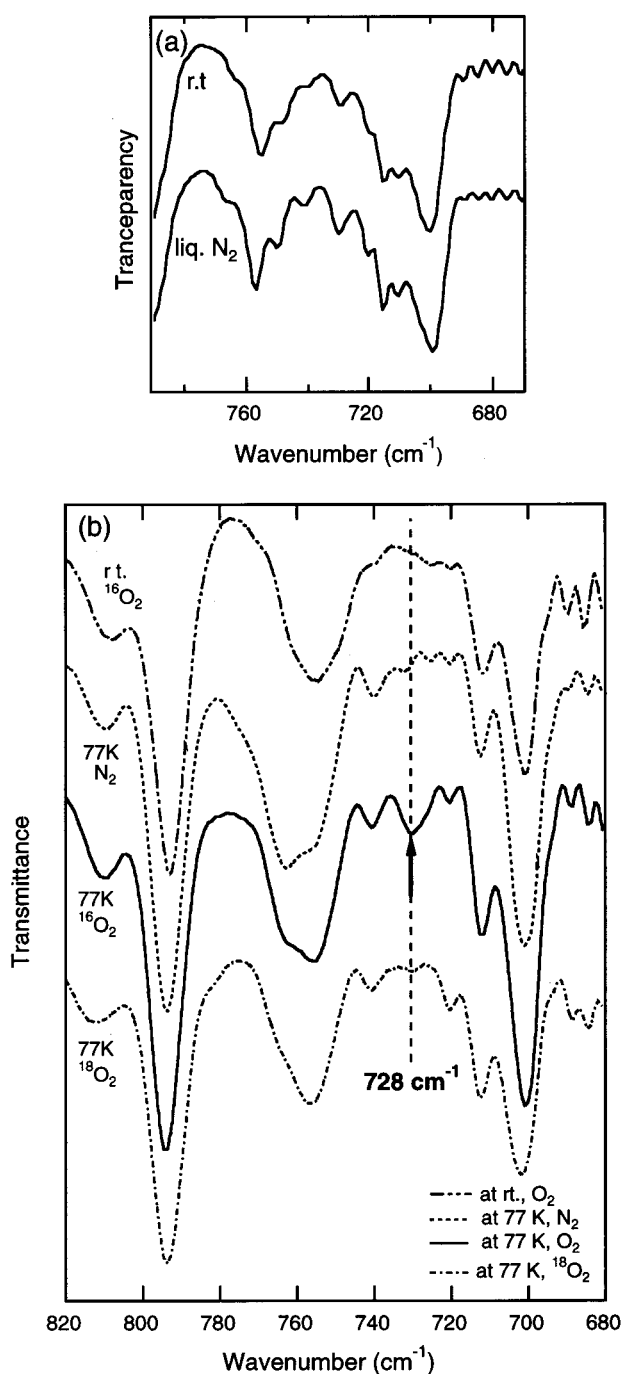 (a)
r.t
liq. N₂
Tranceparency
760
720
680
Wavenumber (cm⁻¹)
(b)
r t.
¹⁶O₂
77K
N₂
77K
¹⁶O₂
77K
¹⁸O₂
728 cm⁻¹
at rt., O₂
at 77 K, N₂
at 77 K, O₂
at 77 K, ¹⁸O₂
Transmittance
820
800
780
760
740
720
700
680
Wavenumber (cm⁻¹)